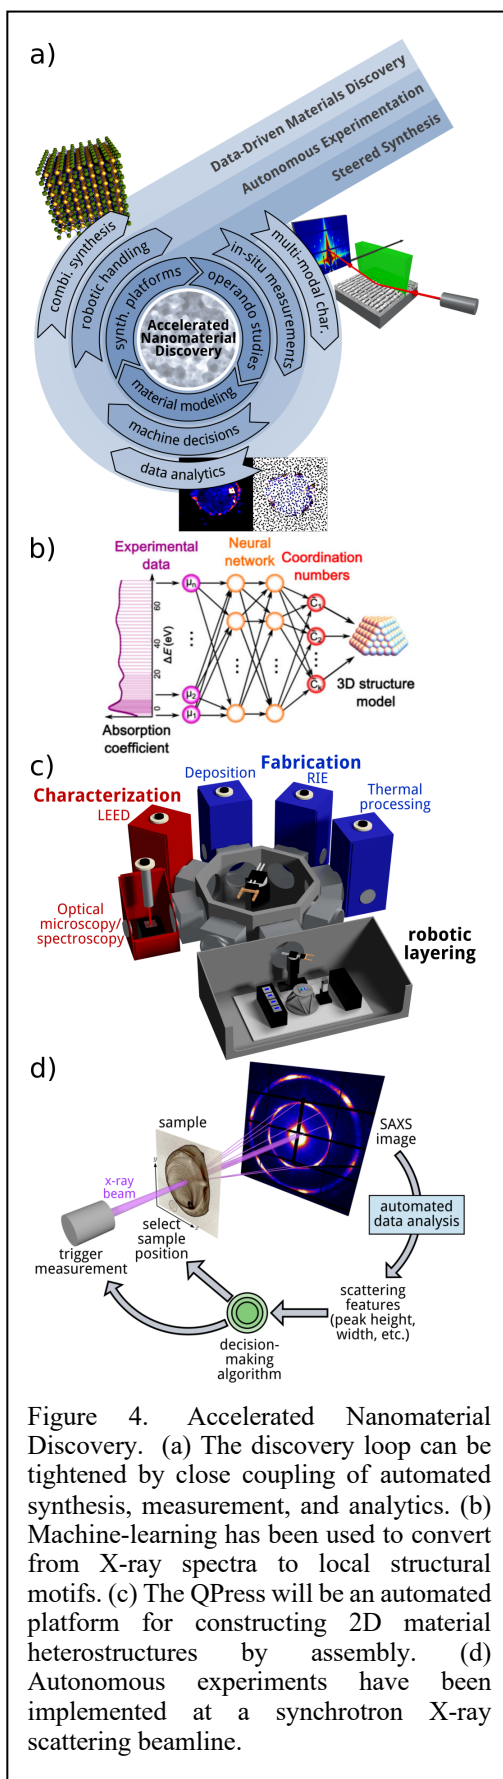 a)
Data-Driven Materials Discovery
Autonomous Experimentation
Steered Synthesis
combi. synthesis
robotic handling
synth. platforms
operando studies
in-situ measurements
multi-modal char.
Accelerated
Nanomaterial
Discovery
material modeling
machine decisions
data analytics
b)
Experimental
data
Neural
network
Coordination
numbers
μn
μ2
μ1
C1
C2
Ck
ΔE (eV)
0
20
40
60
Absorption
coefficient
3D structure
model
c)
Fabrication
Deposition
RIE
Thermal
processing
Characterization
LEED
Optical
microscopy/
spectroscopy
robotic
layering
d)
sample
SAXS
image
x-ray
beam
select
sample
position
trigger
measurement
automated
data analysis
scattering
features
(peak height,
width, etc.)
decision-
making
algorithm
Figure 4. Accelerated Nanomaterial
Discovery. (a) The discovery loop can be
tightened by close coupling of automated
synthesis, measurement, and analytics. (b)
Machine-learning has been used to convert
from X-ray spectra to local structural
motifs. (c) The QPress will be an automated
platform for constructing 2D material
heterostructures by assembly. (d)
Autonomous experiments have been
implemented at a synchrotron X-ray
scattering beamline.